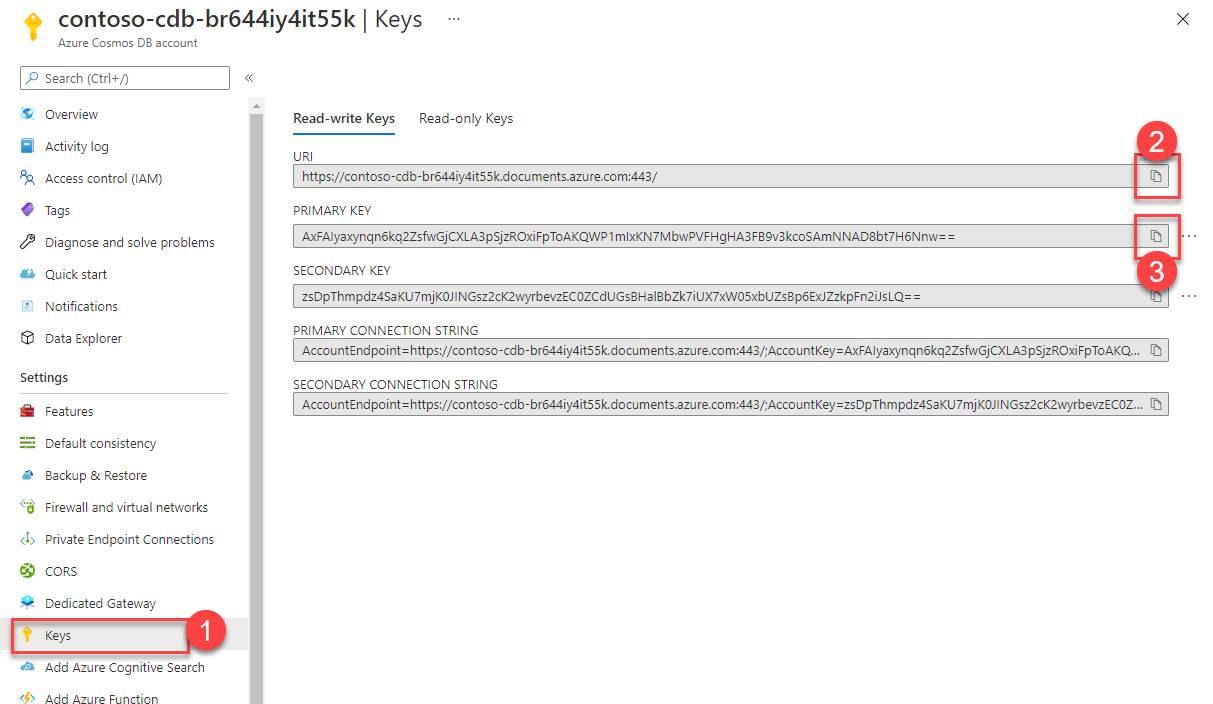 contoso-cdb-br644iy4it55k | Keys ...
Azure Cosmos DB account
Search (Ctrl+/)
«
Overview
Activity log
Access control (IAM)
Tags
Diagnose and solve problems
Quick start
Notifications
Data Explorer
Settings
Features
Default consistency
Backup & Restore
Firewall and virtual networks
Private Endpoint Connections
CORS
Dedicated Gateway
Keys
1
Add Azure Cognitive Search
Add Azure Function
Read-write Keys Read-only Keys
2
URI
https://contoso-cdb-br644iy4it55k.documents.azure.com:443/
PRIMARY KEY
AxFAIyaxynqn6kq2ZsfwGjCXLA3pSjzROxiFpToAKQWP1mIxKN7MbwPVFHgHA3FB9v3kcoSAmNNAD8bt7H6Nnw==
3
SECONDARY KEY
zsDpThmpdz4SaKU7mjK0JINGsz2cK2wyrbevzEC0ZCdUGsBHalBbZk7iUX7xW05xbUZsBp6ExJZzkpFn2iJsLQ==
PRIMARY CONNECTION STRING
AccountEndpoint=https://contoso-cdb-br644iy4it55k.documents.azure.com:443/;AccountKey=AxFAIyaxynqn6kq2ZsfwGjCXLA3pSjzROxiFpToAKQ...
SECONDARY CONNECTION STRING
AccountEndpoint=https://contoso-cdb-br644iy4it55k.documents.azure.com:443/;AccountKey=zsDpThmpdz4SaKU7mjK0JINGsz2cK2wyrbevzEC0Z...